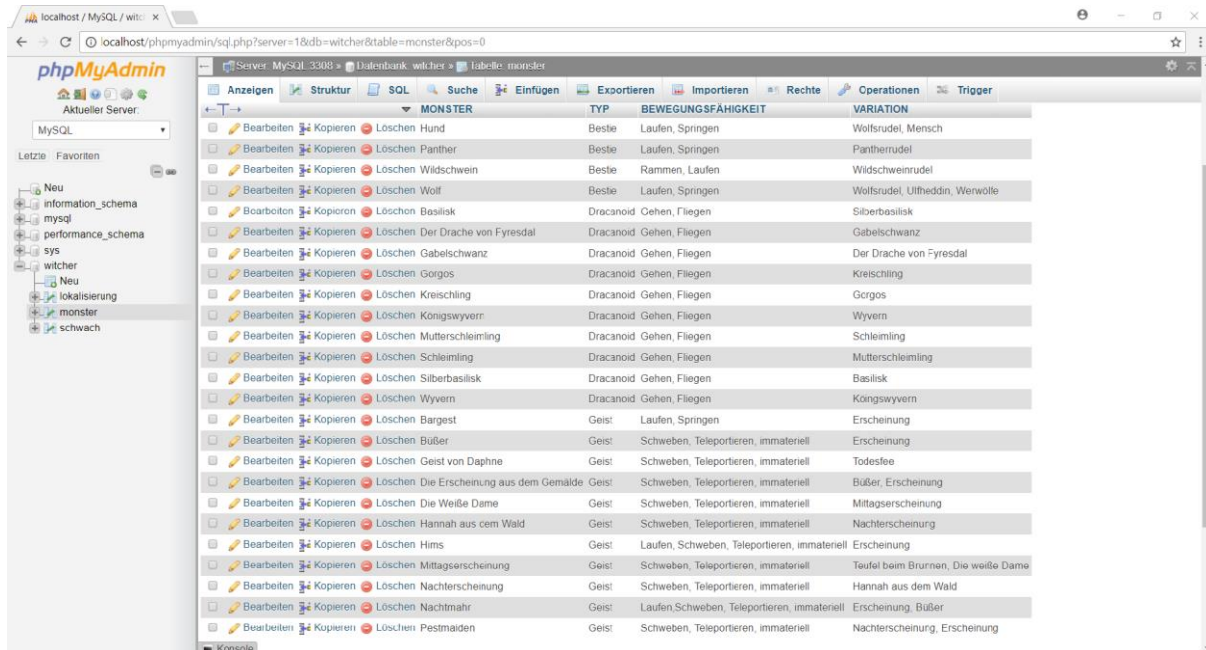 localhost / MySQL / witc
localhost/phpmyadmin/sql.php?server=1&db=witcher&table=monster&pos=0
phpMyAdmin
Aktueller Server:
MySQL
Letzte Favoriten
Neu
information_schema
mysql
performance_schema
sys
witcher
Neu
lokalisierung
monster
schwach
Server: MySQL:3308 » Datenbank: witcher » Tabelle: monster
Anzeigen Struktur SQL Suche Einfügen Exportieren Importieren Rechte Operationen Trigger
←T→ MONSTER TYP BEWEGUNGSFÄHIGKEIT VARIATION
Bearbeiten Kopieren Löschen Hund Bestie Laufen, Springen Wolfsrudel, Mensch
Bearbeiten Kopieren Löschen Panther Bestie Laufen, Springen Pantherrudel
Bearbeiten Kopieren Löschen Wildschwein Bestie Rammen, Laufen Wildschweinrudel
Bearbeiten Kopieren Löschen Wolf Bestie Laufen, Springen Wolfsrudel, Ulfheddin, Werwölfe
Bearbeiten Kopieren Löschen Basilisk Dracanoid Gehen, Fliegen Silberbasilisk
Bearbeiten Kopieren Löschen Der Drache von Fyresdal Dracanoid Gehen, Fliegen Gabelschwanz
Bearbeiten Kopieren Löschen Gabelschwanz Dracanoid Gehen, Fliegen Der Drache von Fyresdal
Bearbeiten Kopieren Löschen Gorgos Dracanoid Gehen, Fliegen Kreischling
Bearbeiten Kopieren Löschen Kreischling Dracanoid Gehen, Fliegen Gorgos
Bearbeiten Kopieren Löschen Königswyvern Dracanoid Gehen, Fliegen Wyvern
Bearbeiten Kopieren Löschen Mutterschleimling Dracanoid Gehen, Fliegen Schleimling
Bearbeiten Kopieren Löschen Schleimling Dracanoid Gehen, Fliegen Mutterschleimling
Bearbeiten Kopieren Löschen Silberbasilisk Dracanoid Gehen, Fliegen Basilisk
Bearbeiten Kopieren Löschen Wyvern Dracanoid Gehen, Fliegen Köingswyvern
Bearbeiten Kopieren Löschen Bargest Geist Laufen, Springen Erscheinung
Bearbeiten Kopieren Löschen Büßer Geist Schweben, Teleportieren, immateriell Erscheinung
Bearbeiten Kopieren Löschen Geist von Daphne Geist Schweben, Teleportieren, immateriell Todesfee
Bearbeiten Kopieren Löschen Die Erscheinung aus dem Gemälde Geist Schweben, Teleportieren, immateriell Büßer, Erscheinung
Bearbeiten Kopieren Löschen Die Weiße Dame Geist Schweben, Teleportieren, immateriell Mittagserscheinung
Bearbeiten Kopieren Löschen Hannah aus dem Wald Geist Schweben, Teleportieren, immateriell Nachterscheinung
Bearbeiten Kopieren Löschen Hims Geist Laufen, Schweben, Teleportieren, immateriell Erscheinung
Bearbeiten Kopieren Löschen Mittagserscheinung Geist Schweben, Teleportieren, immateriell Teufel beim Brunnen, Die weiße Dame
Bearbeiten Kopieren Löschen Nachterscheinung Geist Schweben, Teleportieren, immateriell Hannah aus dem Wald
Bearbeiten Kopieren Löschen Nachtmahr Geist Laufen,Schweben, Teleportieren, immateriell Erscheinung, Büßer
Bearbeiten Kopieren Löschen Pestmaiden Geist Schweben, Teleportieren, immateriell Nachterscheinung, Erscheinung
Konsole